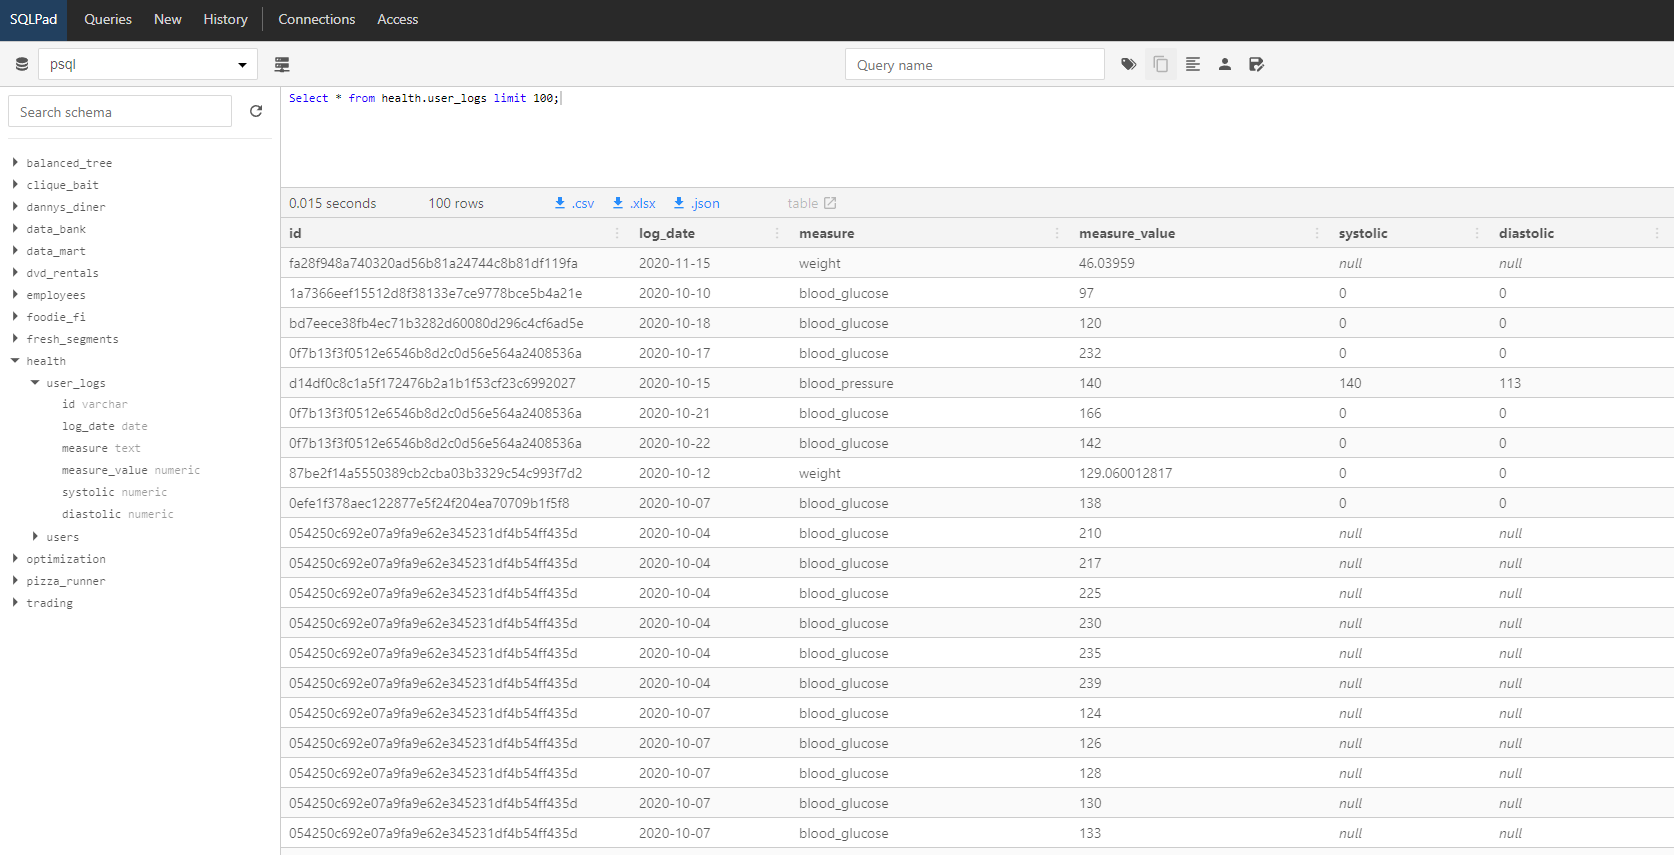 SQLPad Queries New History Connections Access
psql Query name
Search schema
Select * from health.user_logs limit 100;
balanced_tree
clique_bait
dannys_diner
data_bank
data_mart
dvd_rentals
employees
foodie_fi
fresh_segments
health
user_logs
id varchar
log_date date
measure text
measure_value numeric
systolic numeric
diastolic numeric
users
optimization
pizza_runner
trading
0.015 seconds 100 rows .csv .xlsx .json table
id log_date measure measure_value systolic diastolic
fa28f948a740320ad56b81a24744c8b81df119fa 2020-11-15 weight 46.03959 null null
1a7366eef15512d8f38133e7ce9778bce5b4a21e 2020-10-10 blood_glucose 97 0 0
bd7eece38fb4ec71b3282d60080d296c4cf6ad5e 2020-10-18 blood_glucose 120 0 0
0f7b13f3f0512e6546b8d2c0d56e564a2408536a 2020-10-17 blood_glucose 232 0 0
d14df0c8c1a5f172476b2a1b1f53cf23c6992027 2020-10-15 blood_pressure 140 140 113
0f7b13f3f0512e6546b8d2c0d56e564a2408536a 2020-10-21 blood_glucose 166 0 0
0f7b13f3f0512e6546b8d2c0d56e564a2408536a 2020-10-22 blood_glucose 142 0 0
87be2f14a5550389cb2cba03b3329c54c993f7d2 2020-10-12 weight 129.060012817 0 0
0efe1f378aec122877e5f24f204ea70709b1f5f8 2020-10-07 blood_glucose 138 0 0
054250c692e07a9fa9e62e345231df4b54ff435d 2020-10-04 blood_glucose 210 null null
054250c692e07a9fa9e62e345231df4b54ff435d 2020-10-04 blood_glucose 217 null null
054250c692e07a9fa9e62e345231df4b54ff435d 2020-10-04 blood_glucose 225 null null
054250c692e07a9fa9e62e345231df4b54ff435d 2020-10-04 blood_glucose 230 null null
054250c692e07a9fa9e62e345231df4b54ff435d 2020-10-04 blood_glucose 235 null null
054250c692e07a9fa9e62e345231df4b54ff435d 2020-10-04 blood_glucose 239 null null
054250c692e07a9fa9e62e345231df4b54ff435d 2020-10-07 blood_glucose 124 null null
054250c692e07a9fa9e62e345231df4b54ff435d 2020-10-07 blood_glucose 126 null null
054250c692e07a9fa9e62e345231df4b54ff435d 2020-10-07 blood_glucose 128 null null
054250c692e07a9fa9e62e345231df4b54ff435d 2020-10-07 blood_glucose 130 null null
054250c692e07a9fa9e62e345231df4b54ff435d 2020-10-07 blood_glucose 133 null null